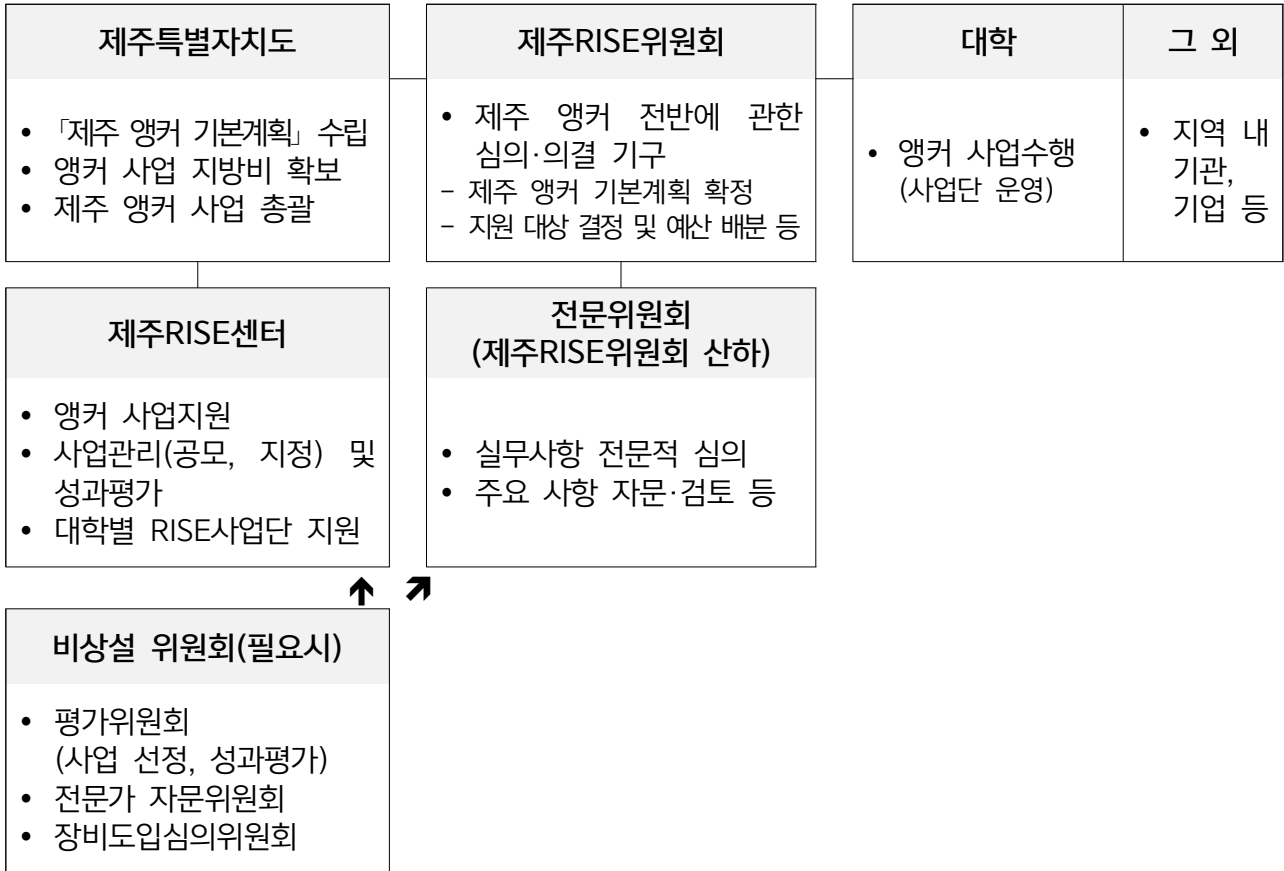 제주특별자치도
• 「제주 앵커 기본계획」 수립
• 앵커 사업 지방비 확보
• 제주 앵커 사업 총괄
제주RISE위원회
• 제주 앵커 전반에 관한
심의·의결 기구
- 제주 앵커 기본계획 확정
- 지원 대상 결정 및 예산 배분 등
대학
• 앵커 사업수행
(사업단 운영)
그 외
• 지역 내
기관,
기업 등
제주RISE센터
• 앵커 사업지원
• 사업관리(공모, 지정) 및
성과평가
• 대학별 RISE사업단 지원
전문위원회
(제주RISE위원회 산하)
• 실무사항 전문적 심의
• 주요 사항 자문·검토 등
비상설 위원회(필요시)
• 평가위원회
(사업 선정, 성과평가)
• 전문가 자문위원회
• 장비도입심의위원회